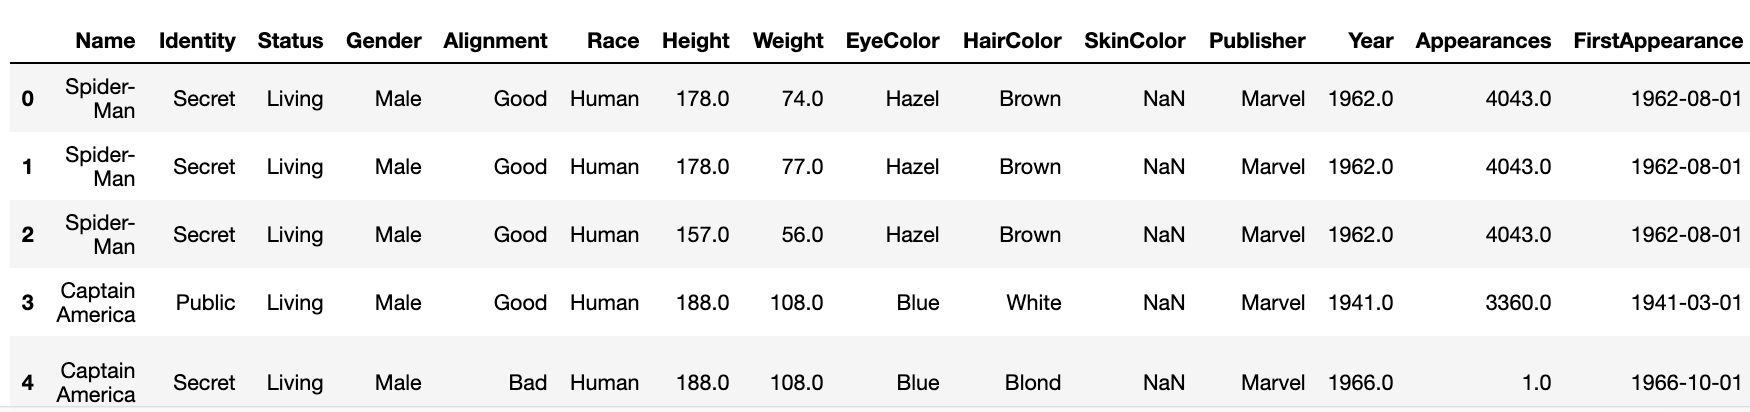 Name Identity Status Gender Alignment Race Height Weight EyeColor HairColor SkinColor Publisher Year Appearances FirstAppearance
0 Spider-Man Secret Living Male Good Human 178.0 74.0 Hazel Brown NaN Marvel 1962.0 4043.0 1962-08-01
1 Spider-Man Secret Living Male Good Human 178.0 77.0 Hazel Brown NaN Marvel 1962.0 4043.0 1962-08-01
2 Spider-Man Secret Living Male Good Human 157.0 56.0 Hazel Brown NaN Marvel 1962.0 4043.0 1962-08-01
3 Captain America Public Living Male Good Human 188.0 108.0 Blue White NaN Marvel 1941.0 3360.0 1941-03-01
4 Captain America Secret Living Male Bad Human 188.0 108.0 Blue Blond NaN Marvel 1966.0 1.0 1966-10-01